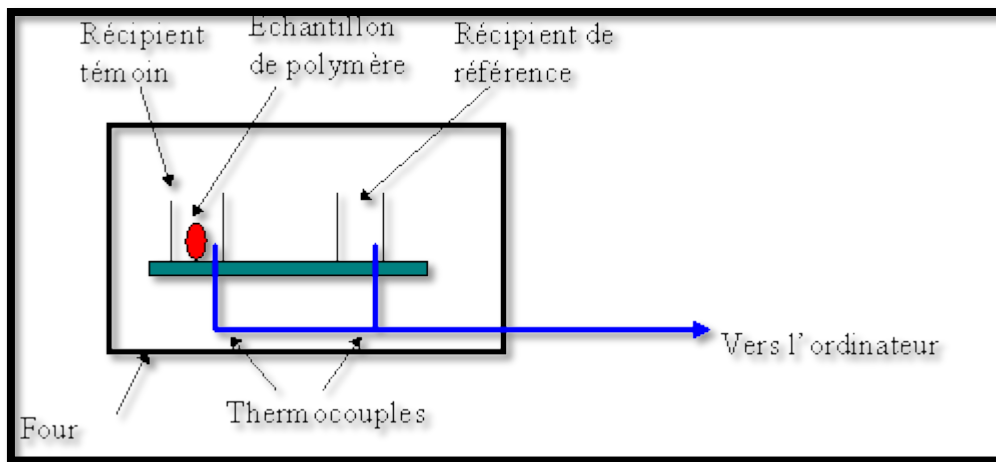 Récipient
témoin
Echantillon
de polymère
Récipient de
référence
Vers l'ordinateur
Thermocouples
Four